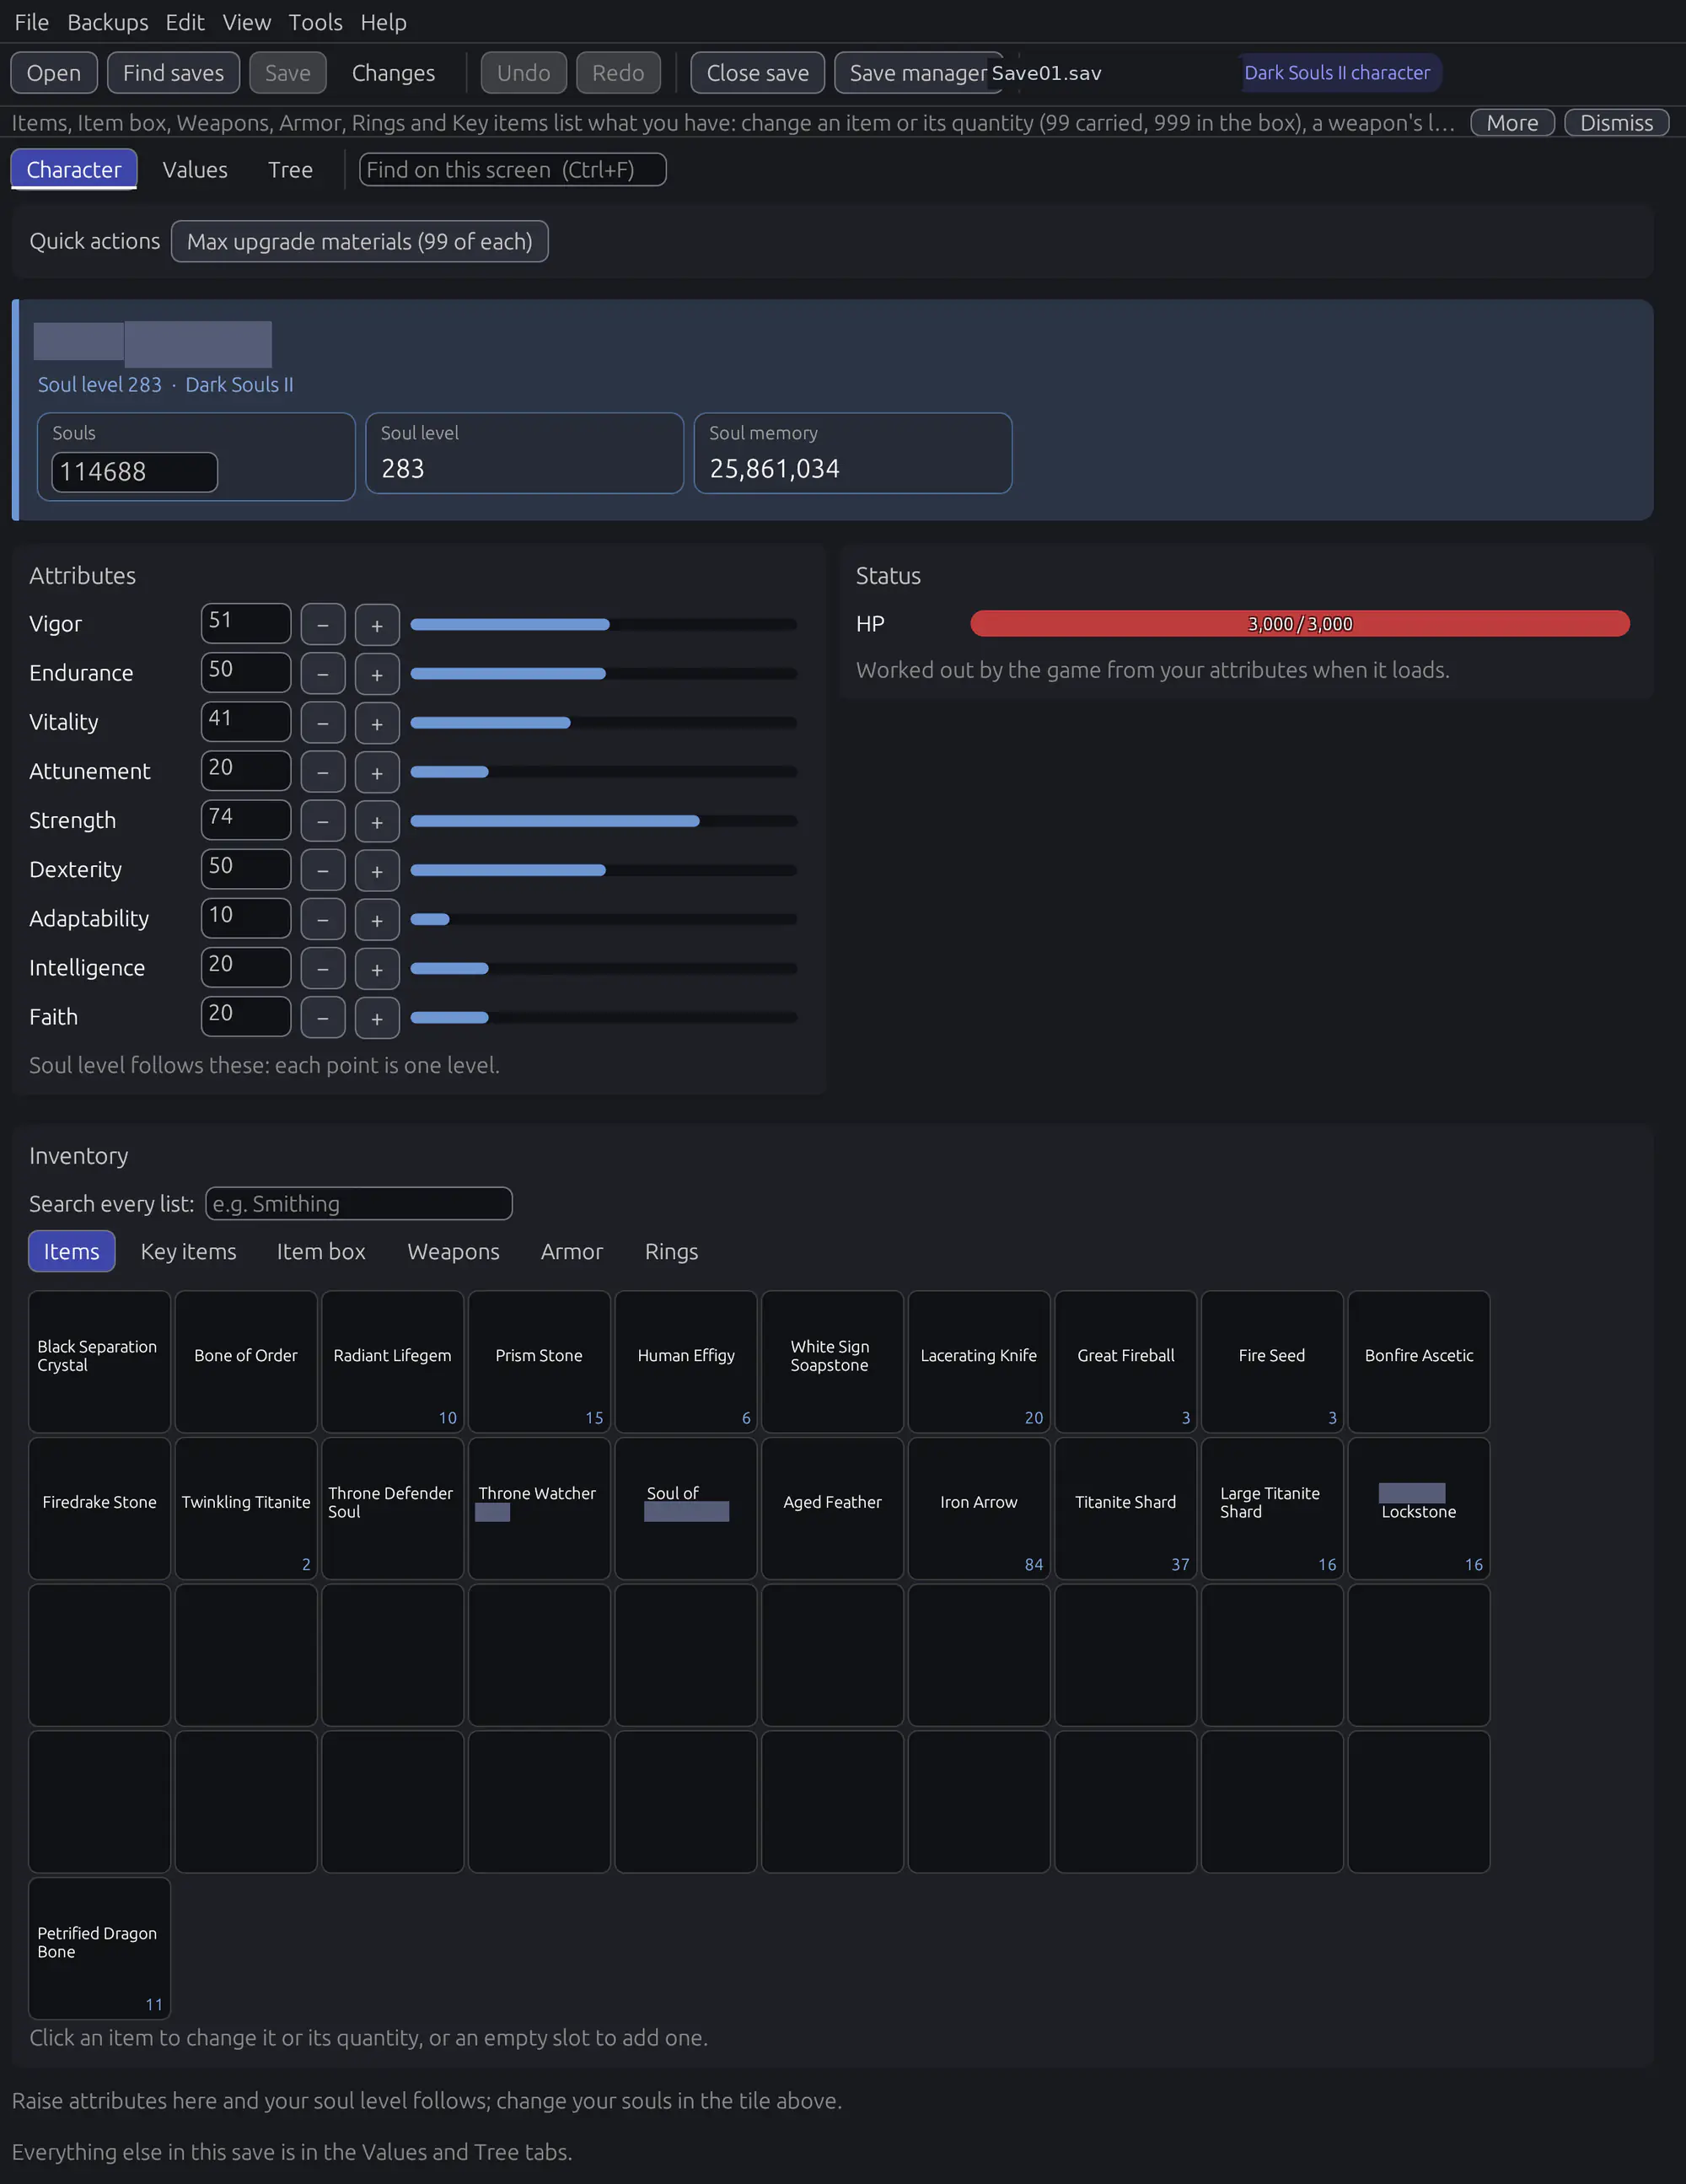 File Backups Edit View Tools Help
Open Find saves Save Changes Undo Redo Close save Save manager Save01.sav Dark Souls II character
Items, Item box, Weapons, Armor, Rings and Key items list what you have: change an item or its quantity (99 carried, 999 in the box), a weapon's l... More Dismiss
Character Values Tree Find on this screen (Ctrl+F)
Quick actions Max upgrade materials (99 of each)
Soul level 283 · Dark Souls II
Souls Soul level Soul memory
114688 283 25,861,034
Attributes
Vigor 51 − +
Endurance 50 − +
Vitality 41 − +
Attunement 20 − +
Strength 74 − +
Dexterity 50 − +
Adaptability 10 − +
Intelligence 20 − +
Faith 20 − +
Soul level follows these: each point is one level.
Status
HP 3,000 / 3,000
Worked out by the game from your attributes when it loads.
Inventory
Search every list: e.g. Smithing
Items Key items Item box Weapons Armor Rings
Black Separation
Crystal
Bone of Order
Radiant Lifegem
10
Prism Stone
15
Human Effigy
6
White Sign
Soapstone
Lacerating Knife
20
Great Fireball
3
Fire Seed
3
Bonfire Ascetic
Firedrake Stone
Twinkling Titanite
2
Throne Defender
Soul
Throne Watcher
Soul of
Aged Feather
Iron Arrow
84
Titanite Shard
37
Large Titanite
Shard
16
Lockstone
16
Petrified Dragon
Bone
11
Click an item to change it or its quantity, or an empty slot to add one.
Raise attributes here and your soul level follows; change your souls in the tile above.
Everything else in this save is in the Values and Tree tabs.